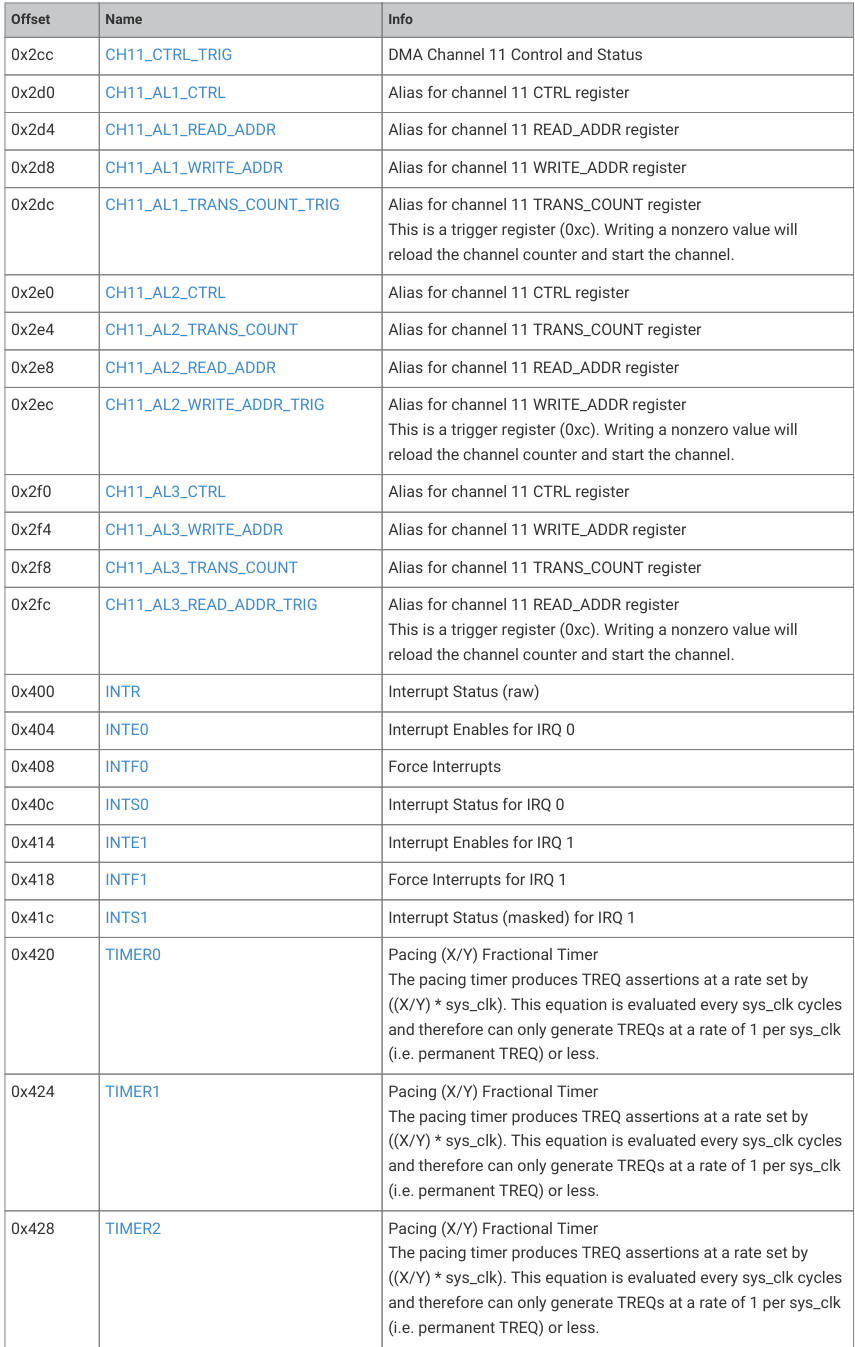 Offset Name Info
0x2cc CH11_CTRL_TRIG DMA Channel 11 Control and Status
0x2d0 CH11_AL1_CTRL Alias for channel 11 CTRL register
0x2d4 CH11_AL1_READ_ADDR Alias for channel 11 READ_ADDR register
0x2d8 CH11_AL1_WRITE_ADDR Alias for channel 11 WRITE_ADDR register
0x2dc CH11_AL1_TRANS_COUNT_TRIG Alias for channel 11 TRANS_COUNT register
This is a trigger register (0xc). Writing a nonzero value will
reload the channel counter and start the channel.
0x2e0 CH11_AL2_CTRL Alias for channel 11 CTRL register
0x2e4 CH11_AL2_TRANS_COUNT Alias for channel 11 TRANS_COUNT register
0x2e8 CH11_AL2_READ_ADDR Alias for channel 11 READ_ADDR register
0x2ec CH11_AL2_WRITE_ADDR_TRIG Alias for channel 11 WRITE_ADDR register
This is a trigger register (0xc). Writing a nonzero value will
reload the channel counter and start the channel.
0x2f0 CH11_AL3_CTRL Alias for channel 11 CTRL register
0x2f4 CH11_AL3_WRITE_ADDR Alias for channel 11 WRITE_ADDR register
0x2f8 CH11_AL3_TRANS_COUNT Alias for channel 11 TRANS_COUNT register
0x2fc CH11_AL3_READ_ADDR_TRIG Alias for channel 11 READ_ADDR register
This is a trigger register (0xc). Writing a nonzero value will
reload the channel counter and start the channel.
0x400 INTR Interrupt Status (raw)
0x404 INTE0 Interrupt Enables for IRQ 0
0x408 INTF0 Force Interrupts
0x40c INTS0 Interrupt Status for IRQ 0
0x414 INTE1 Interrupt Enables for IRQ 1
0x418 INTF1 Force Interrupts for IRQ 1
0x41c INTS1 Interrupt Status (masked) for IRQ 1
0x420 TIMER0 Pacing (X/Y) Fractional Timer
The pacing timer produces TREQ assertions at a rate set by
((X/Y) * sys_clk). This equation is evaluated every sys_clk cycles
and therefore can only generate TREQs at a rate of 1 per sys_clk
(i.e. permanent TREQ) or less.
0x424 TIMER1 Pacing (X/Y) Fractional Timer
The pacing timer produces TREQ assertions at a rate set by
((X/Y) * sys_clk). This equation is evaluated every sys_clk cycles
and therefore can only generate TREQs at a rate of 1 per sys_clk
(i.e. permanent TREQ) or less.
0x428 TIMER2 Pacing (X/Y) Fractional Timer
The pacing timer produces TREQ assertions at a rate set by
((X/Y) * sys_clk). This equation is evaluated every sys_clk cycles
and therefore can only generate TREQs at a rate of 1 per sys_clk
(i.e. permanent TREQ) or less.